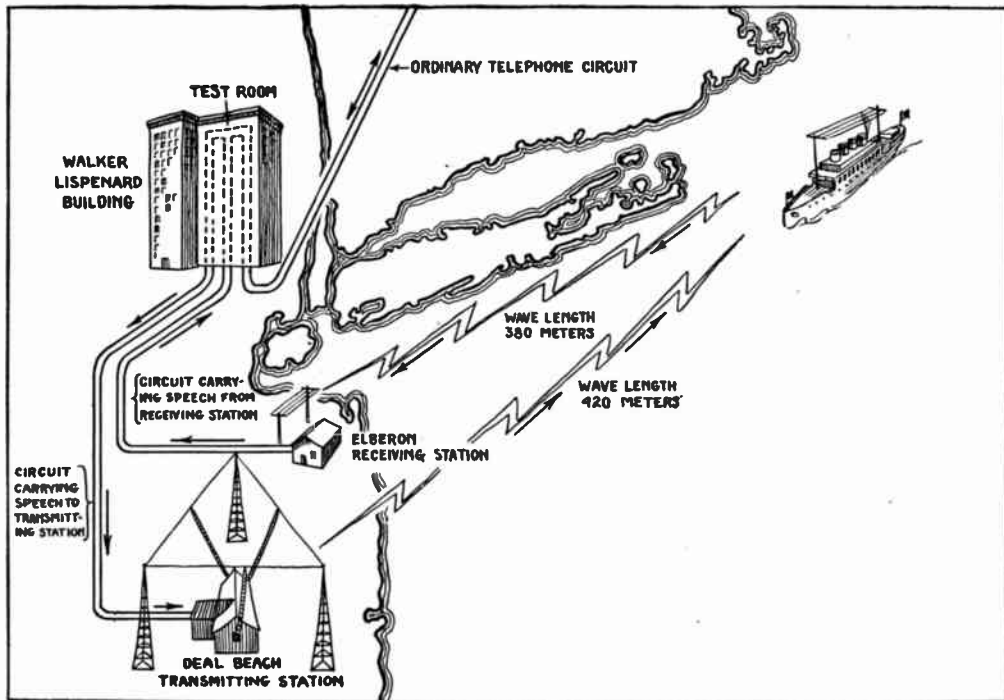 ORDINARY TELEPHONE CIRCUIT
TEST ROOM
WALKER
LISPENARD
BUILDING
WAVE LENGTH
380 METERS
WAVE LENGTH
420 METERS
CIRCUIT CARRY-
ING SPEECH FROM
RECEIVING STATION
ELBERON
RECEIVING STATION
CIRCUIT
CARRYING
SPEECH TO
TRANSMITT-
ING STATION
DEAL BEACH
TRANSMITTING STATION